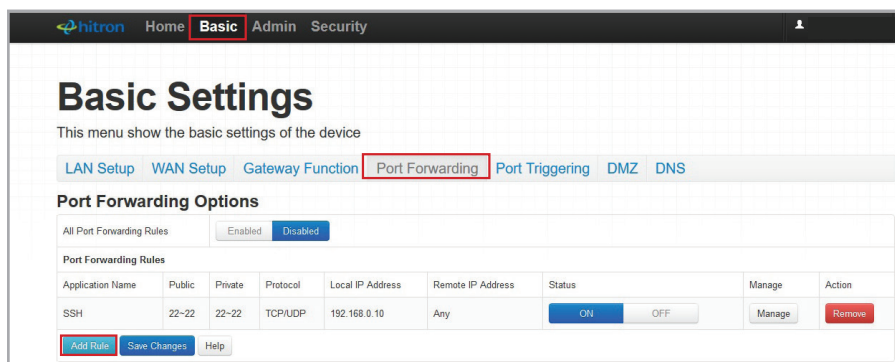 hitron Home Basic Admin Security
Basic Settings
This menu show the basic settings of the device
LAN Setup WAN Setup Gateway Function Port Forwarding Port Triggering DMZ DNS
Port Forwarding Options
All Port Forwarding Rules Enabled Disabled
Port Forwarding Rules
Application Name Public Private Protocol Local IP Address Remote IP Address Status Manage Action
SSH 22~22 22~22 TCP/UDP 192.168.0.10 Any ON OFF Manage Remove
Add Rule Save Changes Help